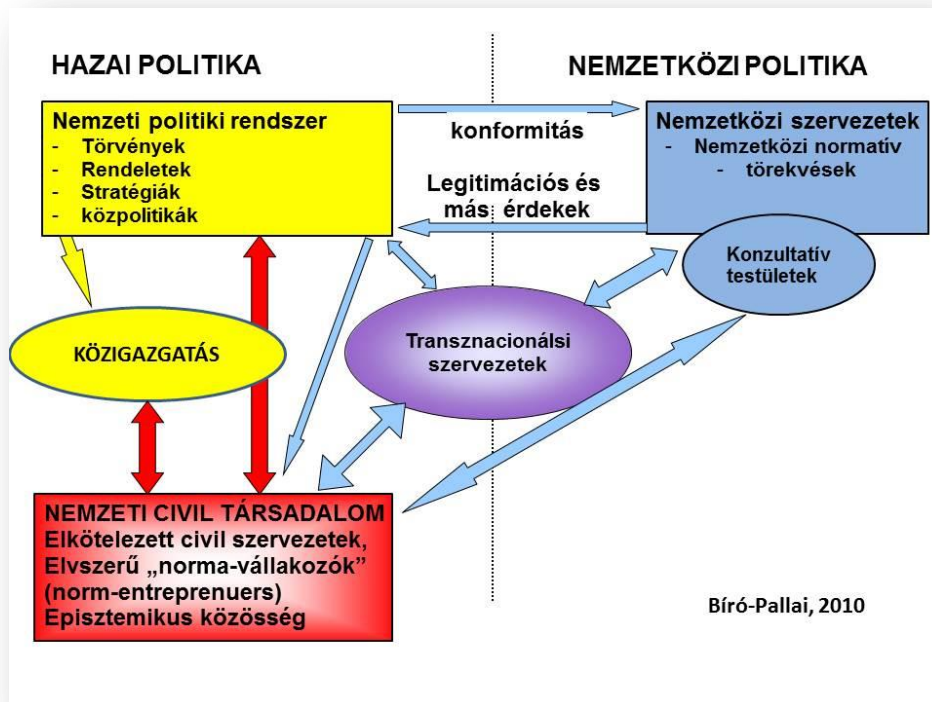 HAZAI POLITIKA
NEMZETKÖZI POLITIKA
Nemzeti politiki rendszer
- Törvények
- Rendeletek
- Stratégiák
- közpolitikák
konformitás
Legitimációs és
más érdekek
Nemzetközi szervezetek
- Nemzetközi normatív
- törekvések
Konzultatív
testületek
KÖZIGAZGATÁS
Transznacionálsi
szervezetek
NEMZETI CIVIL TÁRSADALOM
Elkötelezett civil szervezetek,
Elvszerű „norma-vállakozók”
(norm-entreprenuers)
Episztemikus közösség
Bíró-Pallai, 2010